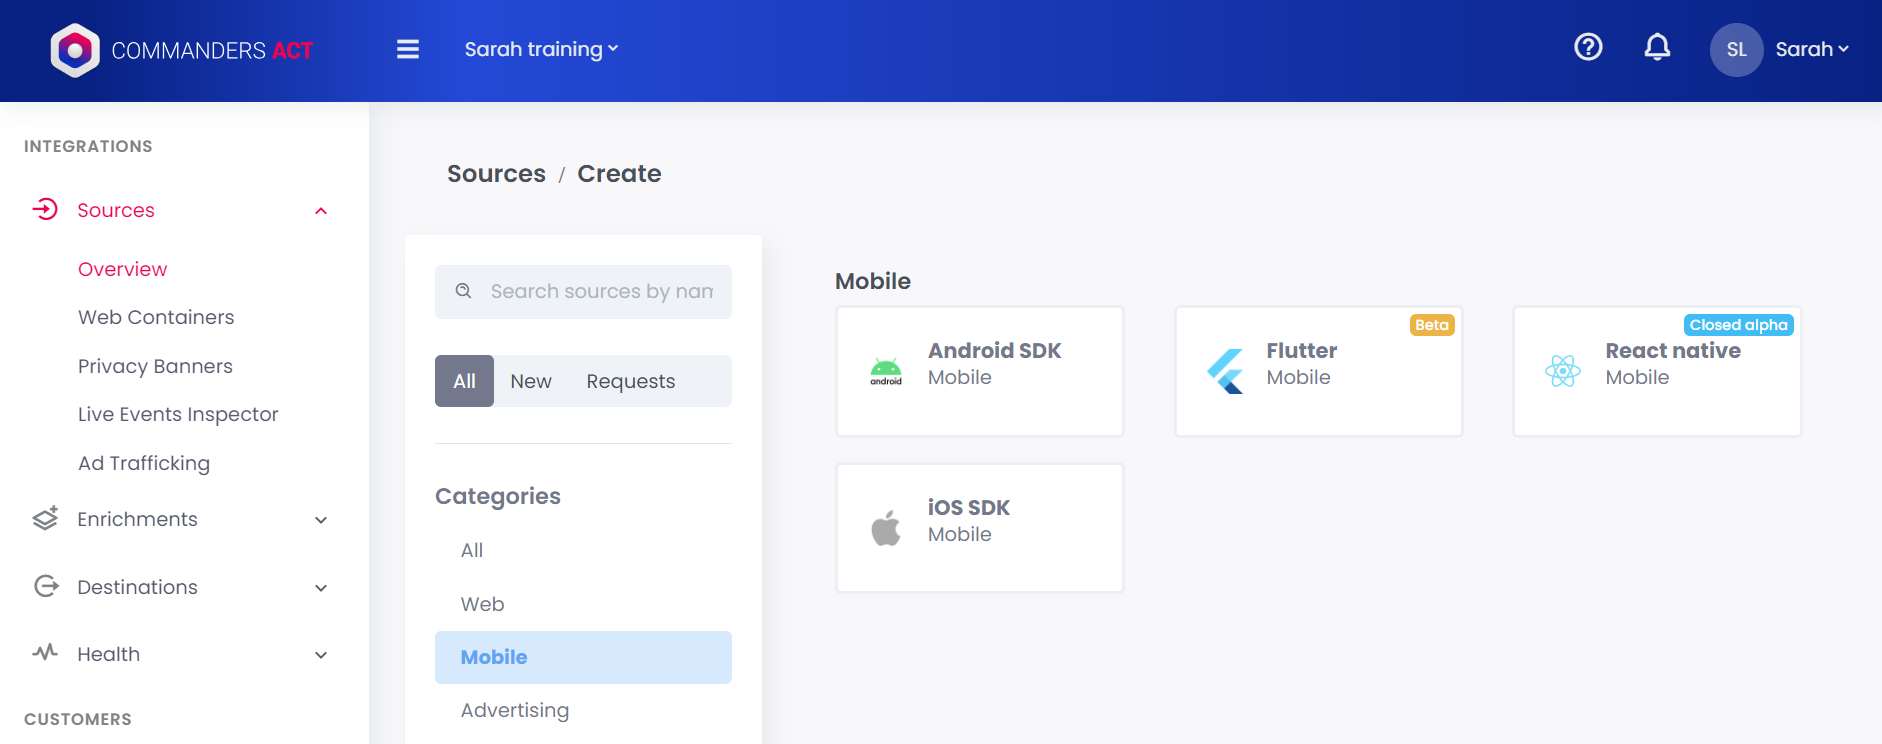 COMMANDERS ACT
Sarah training
SL
Sarah
INTEGRATIONS
Sources
Overview
Web Containers
Privacy Banners
Live Events Inspector
Ad Trafficking
Enrichments
Destinations
Health
CUSTOMERS
Sources / Create
Search sources by nam
All New Requests
Categories
All
Web
Mobile
Advertising
Mobile
android
Android SDK
Mobile
Beta
Flutter
Mobile
Closed alpha
React native
Mobile
iOS SDK
Mobile